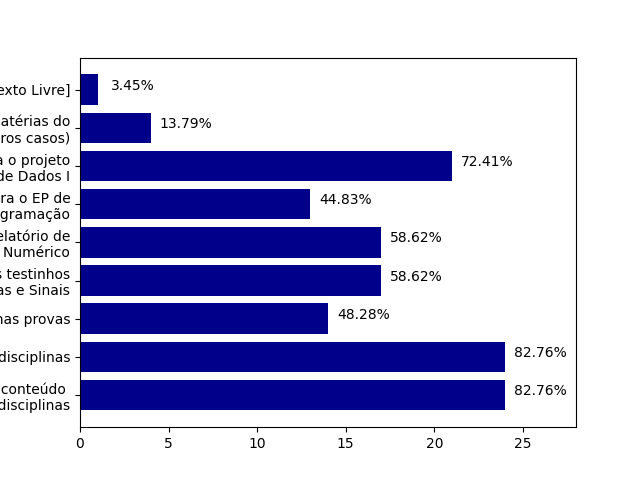 exto Livre]
3.45%
atérias do
ros casos)
13.79%
a o projeto
de Dados I
72.41%
ra o EP de
gramação
44.83%
elatório de
Numérico
58.62%
s testinhos
as e Sinais
58.62%
nas provas
48.28%
disciplinas
82.76%
conteúdo
disciplinas
82.76%
0 5 10 15 20 25